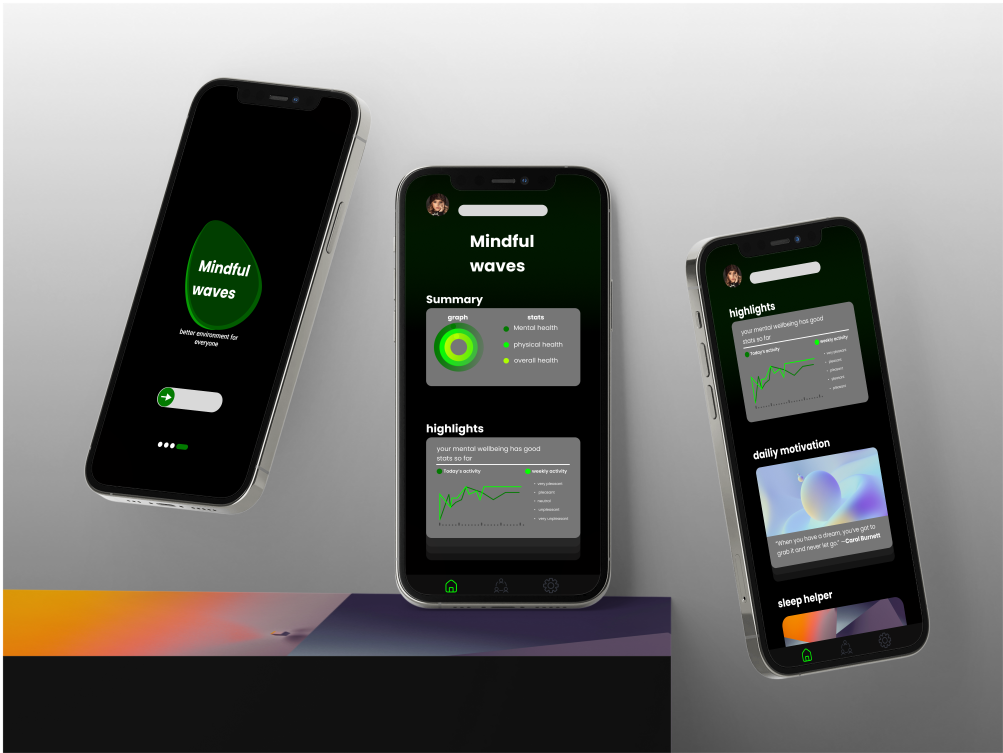 Mindful
waves
better environment for
everyone
Mindful
waves
Summary
graph
stats
Mental health
physical health
overall health
highlights
your mental wellbeing has good
stats so far
Today's activity
weekly activity
very pleasant
pleasant
neutral
unpleasant
very unpleasant
highlights
your mental wellbeing has good
stats so far
Today's activity
weekly activity
dailiy motivation
"When you have a dream, you've got to
grab it and never let go." —Carol Burnett
sleep helper